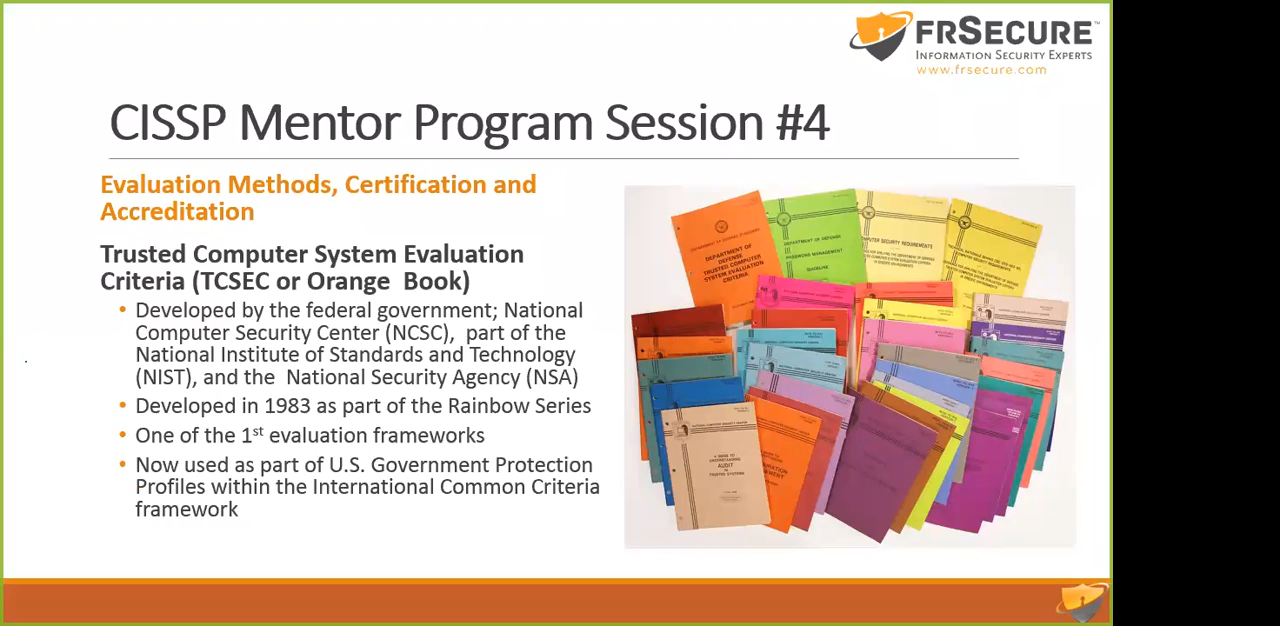 FRSECURE™
INFORMATION SECURITY EXPERTS
www.frsecure.com
CISSP Mentor Program Session #4
Evaluation Methods, Certification and
Accreditation
Trusted Computer System Evaluation
Criteria (TCSEC or Orange Book)
• Developed by the federal government; National
Computer Security Center (NCSC), part of the
National Institute of Standards and Technology
(NIST), and the National Security Agency (NSA)
• Developed in 1983 as part of the Rainbow Series
• One of the 1st evaluation frameworks
• Now used as part of U.S. Government Protection
Profiles within the International Common Criteria
framework
DEPARTMENT OF
DEFENSE
TRUSTED COMPUTER
SYSTEM EVALUATION
CRITERIA
DEPARTMENT OF DEFENSE
PASSWORD MANAGEMENT
GUIDELINE
COMPUTER SECURITY REQUIREMENTS
A GUIDE TO
UNDERSTANDING
AUDIT
IN
TRUSTED SYSTEMS